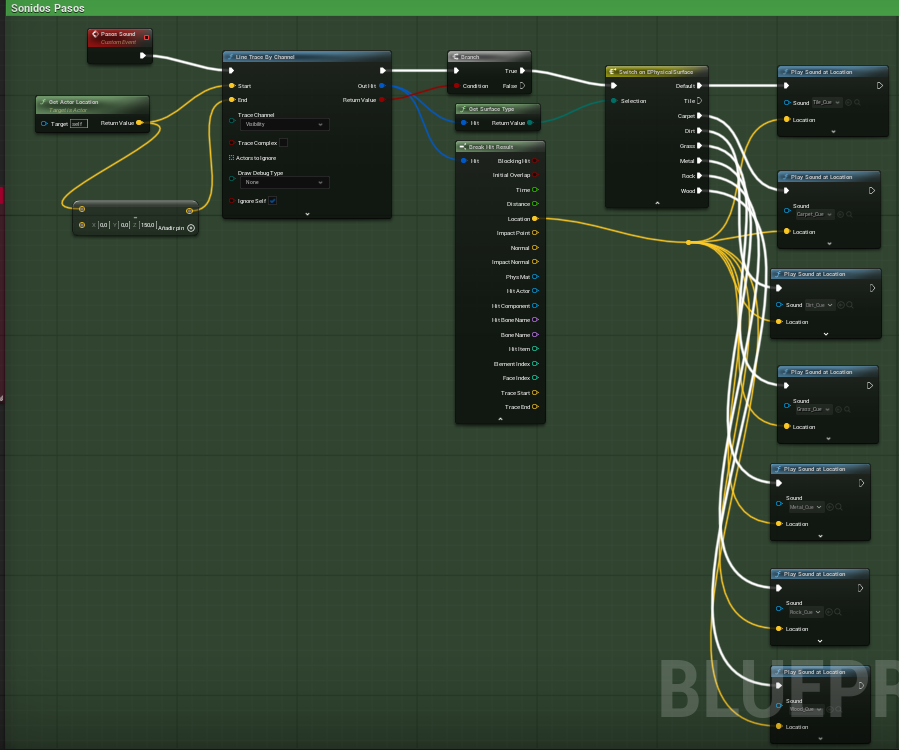 Sonidos Pasos
Pasos Sound
Custom Event
Get Actor Location
Target is Actor
Target self Return Value
X 0,0 Y 0,0 Z 150,0 Añadir pin
Line Trace By Channel
Start Out Hit
End Return Value
Trace Channel
Visibility
Trace Complex
Actors to Ignore
Draw Debug Type
None
Ignore Self
Branch
True
Condition False
Get Surface Type
Hit Return Value
Break Hit Result
Hit Blocking Hit
Initial Overlap
Time
Distance
Location
Impact Point
Normal
Impact Normal
Phys Mat
Hit Actor
Hit Component
Hit Bone Name
Bone Name
Hit Item
Element Index
Face Index
Trace Start
Trace End
Switch on EPhysicalSurface
Default
Selection Tile
Carpet
Dirt
Grass
Metal
Rock
Wood
Play Sound at Location
Sound Tile_Cue
Location
Play Sound at Location
Sound
Carpet_Cue
Location
Play Sound at Location
Sound Dirt_Cue
Location
Play Sound at Location
Sound
Grass_Cue
Location
Play Sound at Location
Sound
Metal_Cue
Location
Play Sound at Location
Sound
Rock_Cue
Location
Play Sound at Location
Sound
Wood_Cue
Location
BLUEPR